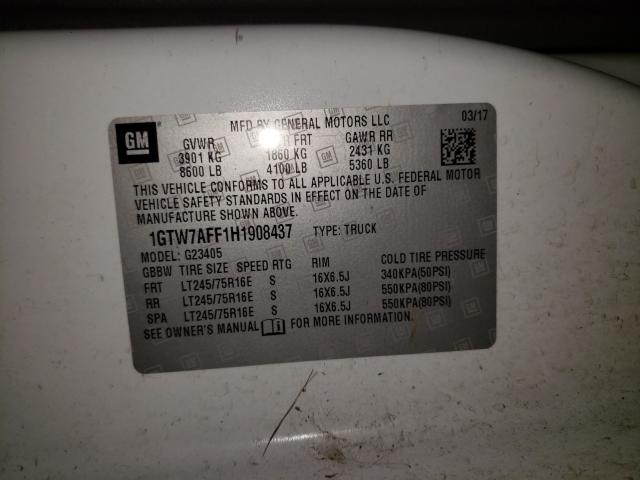 GM
MFD BY GENERAL MOTORS LLC 03/17
GVWR GAWR FRT GAWR RR
3901 KG 1860 KG 2431 KG
8600 LB 4100 LB 5360 LB
THIS VEHICLE CONFORMS TO ALL APPLICABLE U.S. FEDERAL MOTOR
VEHICLE SAFETY STANDARDS IN EFFECT ON THE DATE OF
MANUFACTURE SHOWN ABOVE.
1GTW7AFF1H1908437 TYPE: TRUCK
MODEL: G23405
GBBW TIRE SIZE SPEED RTG RIM COLD TIRE PRESSURE
FRT LT245/75R16E S 16X6.5J 340KPA(50PSI)
RR LT245/75R16E S 16X6.5J 550KPA(80PSI)
SPA LT245/75R16E S 16X6.5J 550KPA(80PSI)
SEE OWNER'S MANUAL FOR MORE INFORMATION.